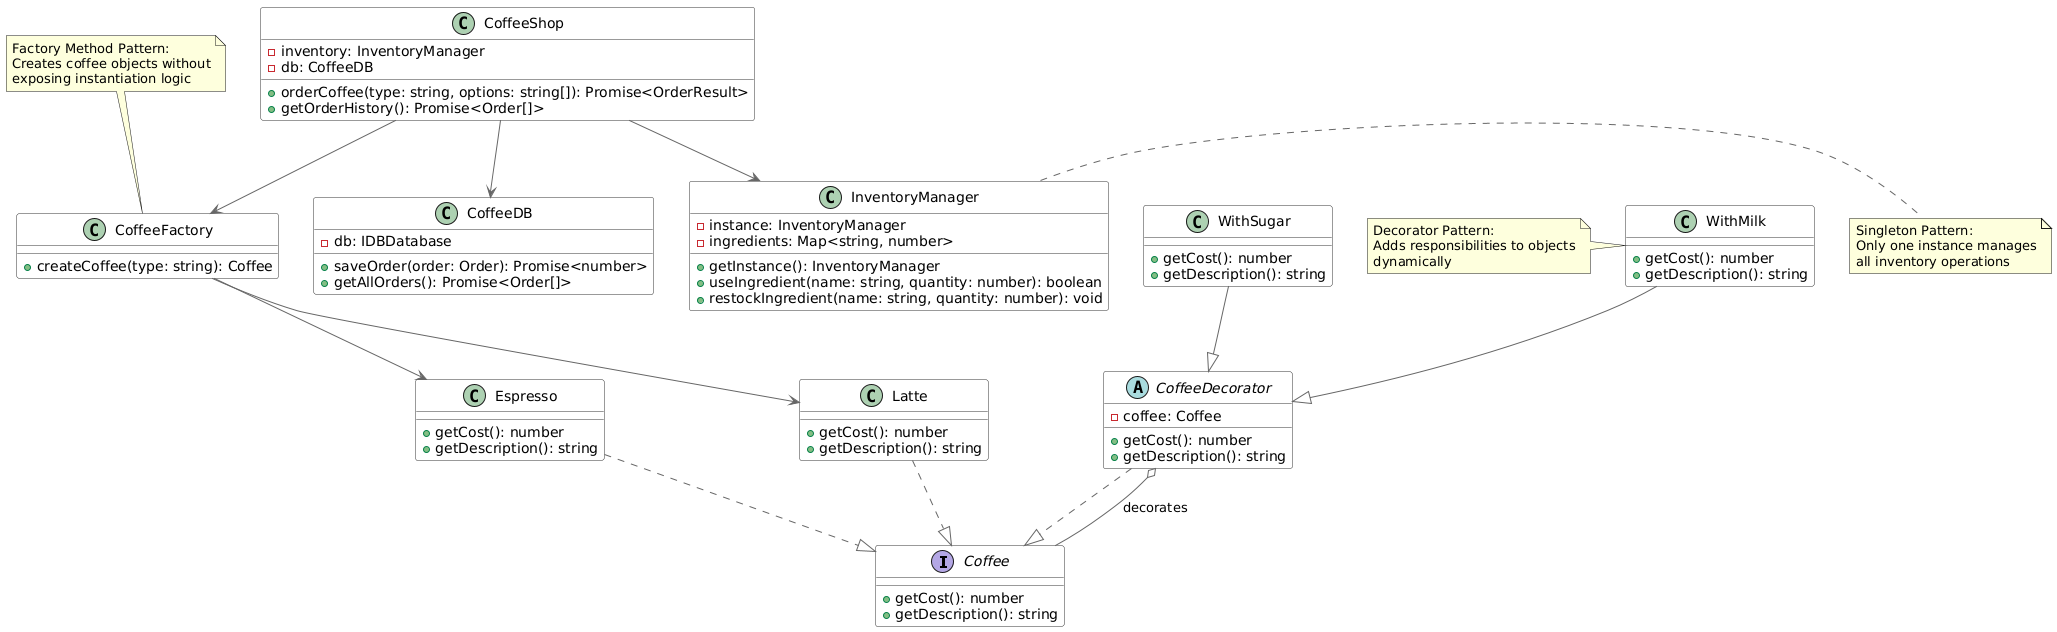 Factory Method Pattern:
Creates coffee objects without
exposing instantiation logic
C CoffeeShop
inventory: InventoryManager
db: CoffeeDB
orderCoffee(type: string, options: string[]): Promise<OrderResult>
getOrderHistory(): Promise<Order[]>
C CoffeeFactory
createCoffee(type: string): Coffee
C CoffeeDB
db: IDBDatabase
saveOrder(order: Order): Promise<number>
getAllOrders(): Promise<Order[]>
C InventoryManager
instance: InventoryManager
ingredients: Map<string, number>
getInstance(): InventoryManager
useIngredient(name: string, quantity: number): boolean
restockIngredient(name: string, quantity: number): void
C WithSugar
getCost(): number
getDescription(): string
Decorator Pattern:
Adds responsibilities to objects
dynamically
C WithMilk
getCost(): number
getDescription(): string
Singleton Pattern:
Only one instance manages
all inventory operations
C Espresso
getCost(): number
getDescription(): string
C Latte
getCost(): number
getDescription(): string
A CoffeeDecorator
coffee: Coffee
getCost(): number
getDescription(): string
decorates
I Coffee
getCost(): number
getDescription(): string